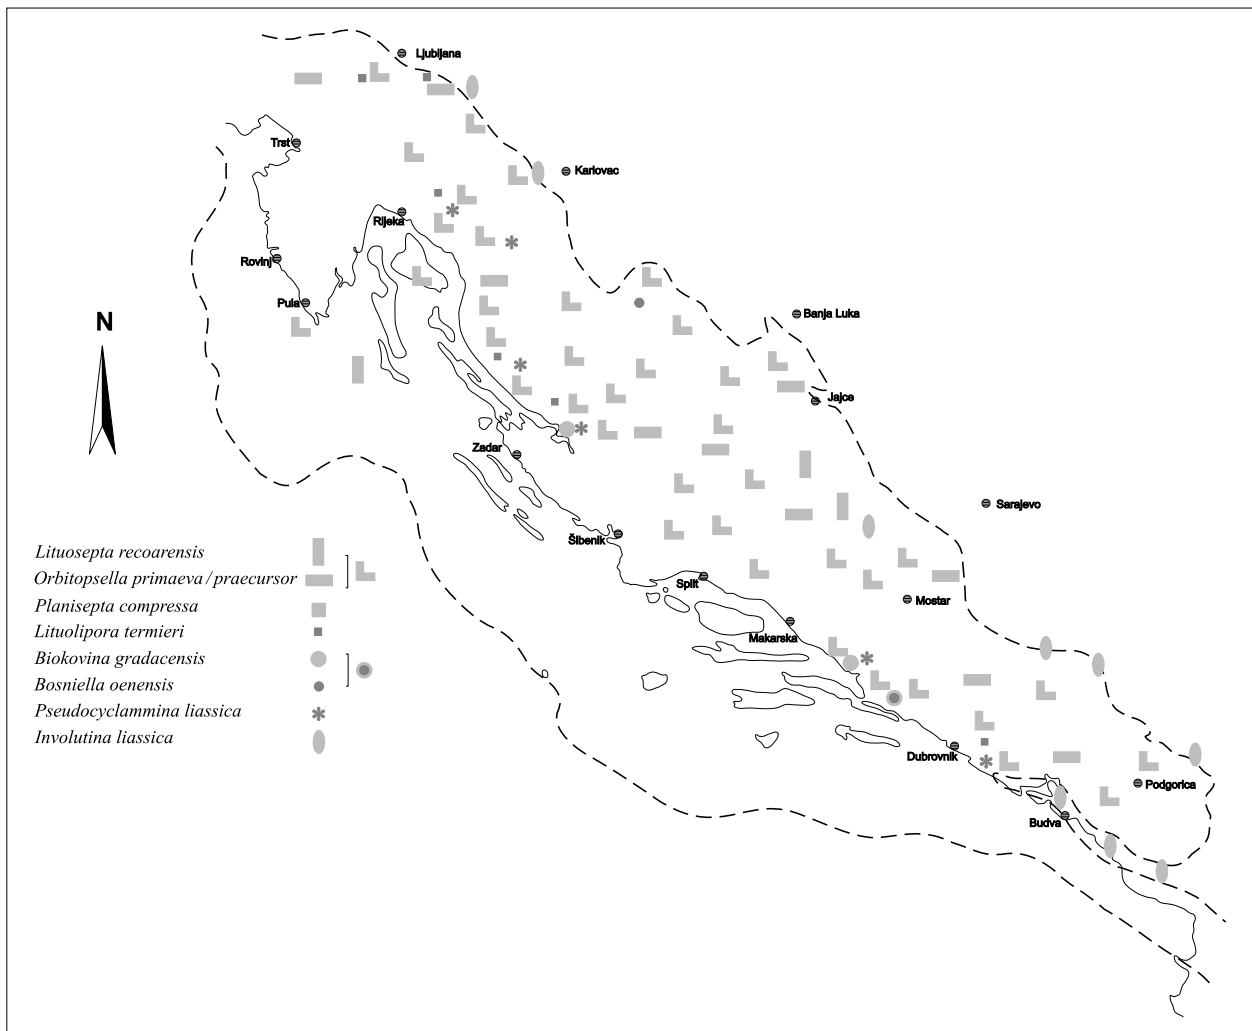 Ljubljana
Trst
Karlovac
Rijeka
Rovinj
Pula
N
Banja Luka
Jajce
Zadar
Sarajevo
Šibenik
Split
Mostar
Makarska
Lituosepta recoarensis
Orbitopsella primaeva / praecursor
Planisepta compressa
Lituolipora termieri
Biokovina gradacensis
Bosniella oenensis
Pseudocyclammina liassica
Involutina liassica
Dubrovnik
Podgorica
Budva